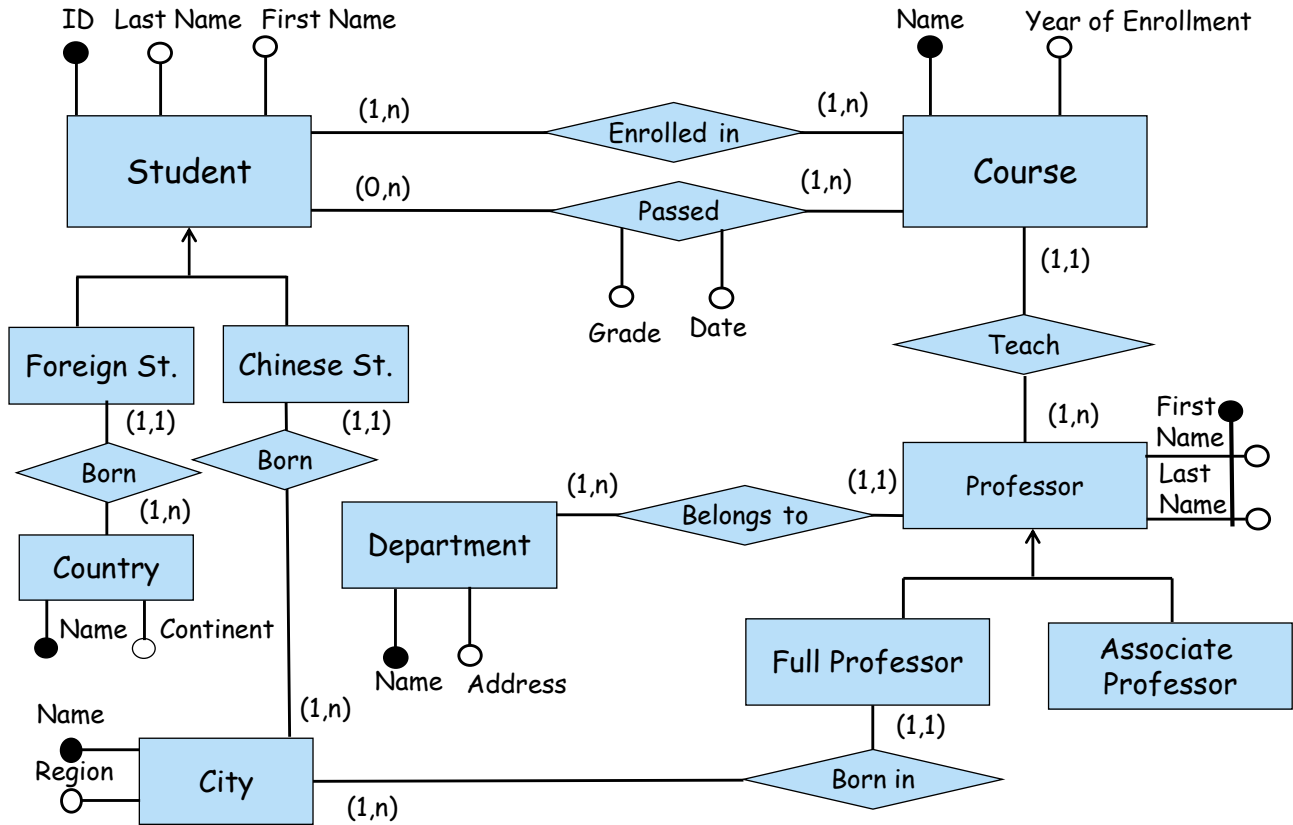 ID
Last Name
First Name
Name
Year of Enrollment
(1,n)
(1,n)
Enrolled in
Student
Course
(0,n)
(1,n)
Passed
(1,1)
Grade
Date
Foreign St.
Chinese St.
Teach
(1,1)
(1,1)
(1,n)
First
Name
Born
Born
Last
Name
(1,n)
(1,n)
(1,1)
Professor
Belongs to
Department
Country
Name
Continent
Name
Address
Full Professor
Associate
Professor
(1,n)
Name
(1,1)
Region
City
Born in
(1,n)